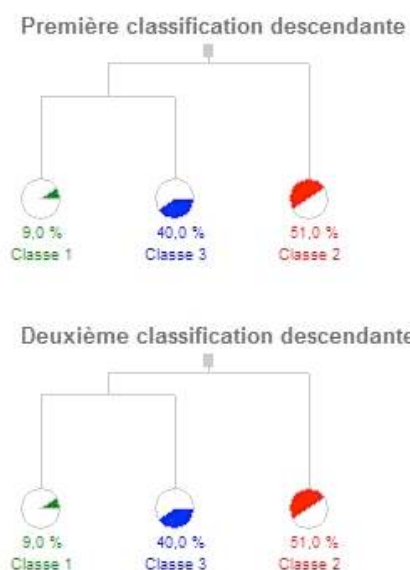 Première classification descendante
9,0 % 40,0 % 51,0 %
Classe 1 Classe 3 Classe 2
Deuxième classification descendante
9,0 % 40,0 % 51,0 %
Classe 1 Classe 3 Classe 2